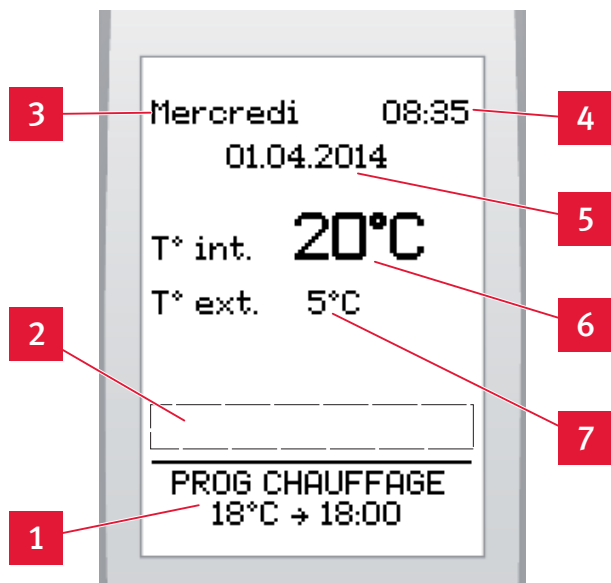 3 Mercredi 08:35 4
01.04.2014
5
T° int. 20°C
6
T° ext. 5°C
2
7
PROG CHAUFFAGE
1 18°C → 18:00